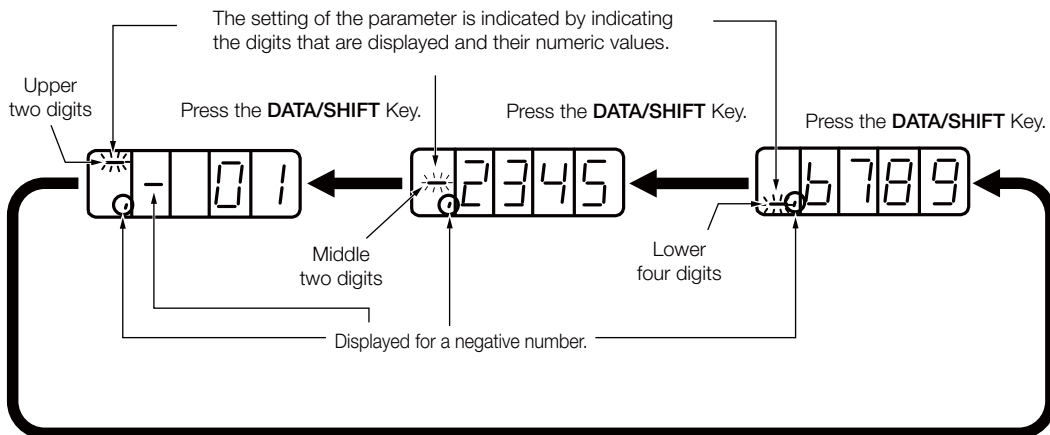 The setting of the parameter is indicated by indicating
the digits that are displayed and their numeric values.
Upper
two digits
Press the DATA/SHIFT Key.
Press the DATA/SHIFT Key.
Press the DATA/SHIFT Key.
- 01
2345
6789
Middle
two digits
Lower
four digits
Displayed for a negative number.